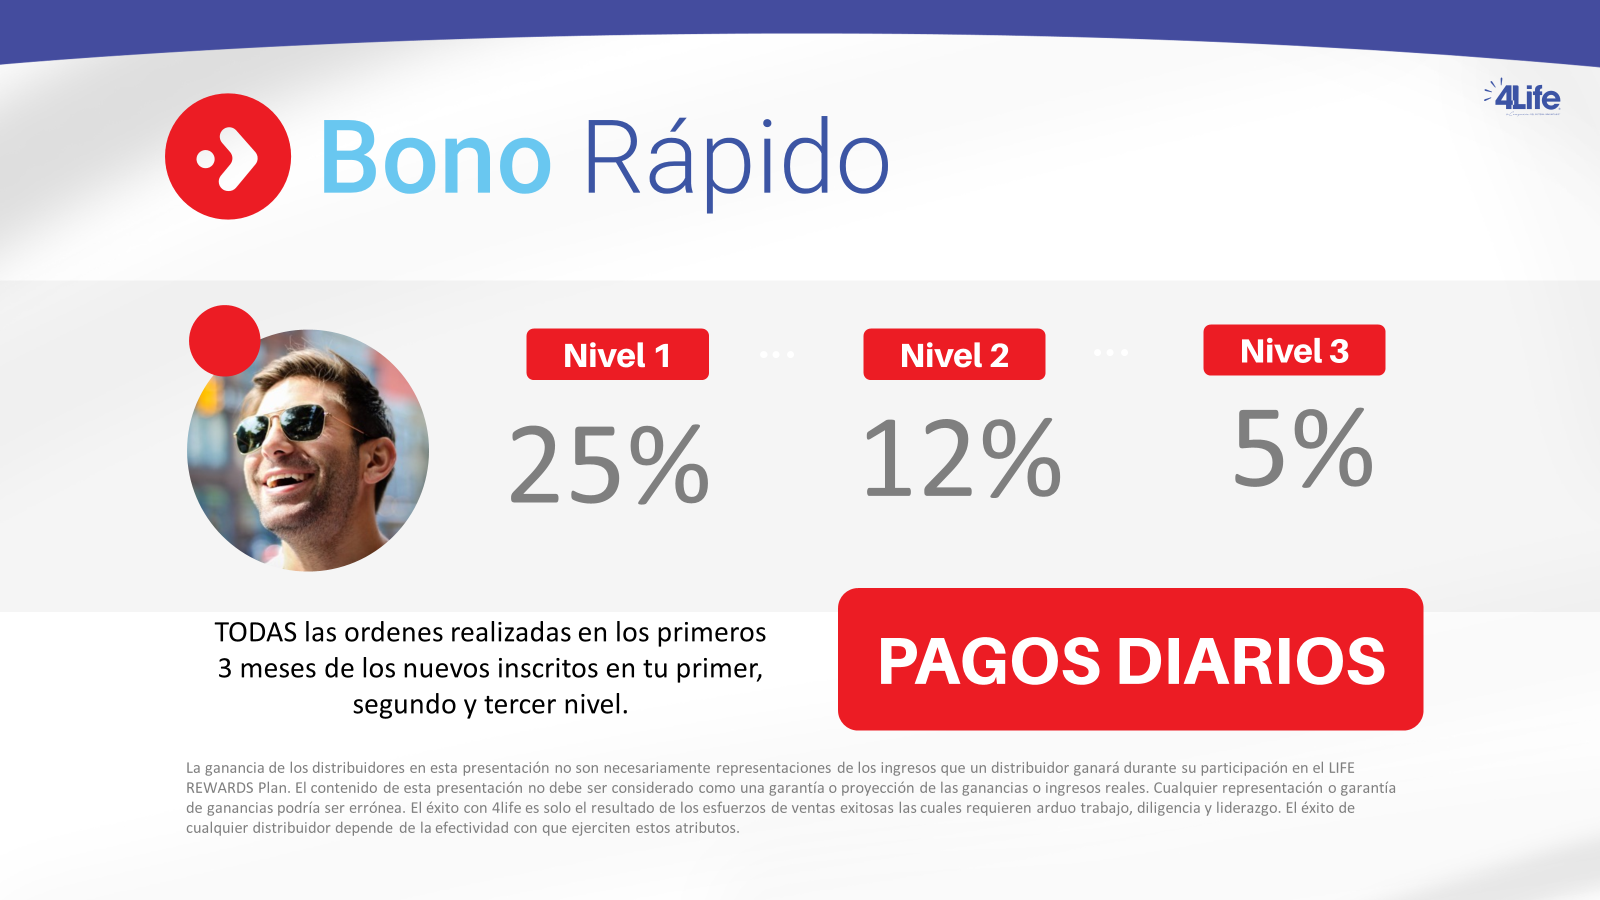 4Life
Bono Rápido
Nivel 1
Nivel 2
Nivel 3
25%
12%
5%
TODAS las ordenes realizadas en los primeros
3 meses de los nuevos inscritos en tu primer,
segundo y tercer nivel.
PAGOS DIARIOS
La ganancia de los distribuidores en esta presentación no son necesariamente representaciones de los ingresos que un distribuidor ganará durante su participación en el LIFE
REWARDS Plan. El contenido de esta presentación no debe ser considerado como una garantía o proyección de las ganancias o ingresos reales. Cualquier representación o garantía
de ganancias podría ser errónea. El éxito con 4life es solo el resultado de los esfuerzos de ventas exitosas las cuales requieren arduo trabajo, diligencia y liderazgo. El éxito de
cualquier distribuidor depende de la efectividad con que ejerciten estos atributos.